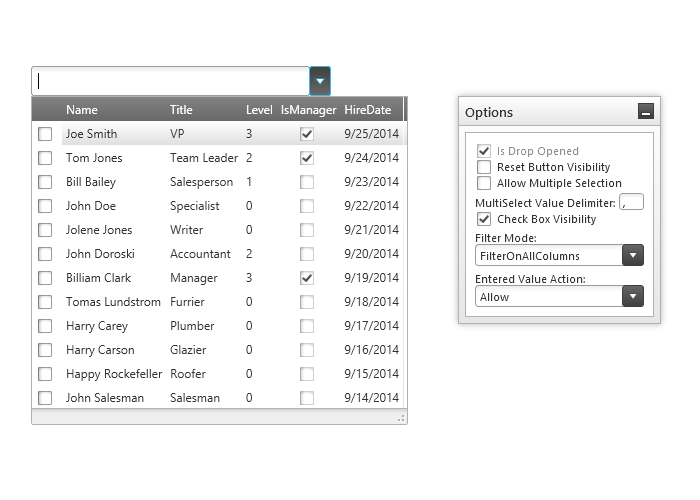 Name Title Level IsManager HireDate
Joe Smith VP 3 9/25/2014
Tom Jones Team Leader 2 9/24/2014
Bill Bailey Salesperson 1 9/23/2014
John Doe Specialist 0 9/22/2014
Jolene Jones Writer 0 9/21/2014
John Doroski Accountant 2 9/20/2014
Billiam Clark Manager 3 9/19/2014
Tomas Lundstrom Furrier 0 9/18/2014
Harry Carey Plumber 0 9/17/2014
Harry Carson Glazier 0 9/16/2014
Happy Rockefeller Roofer 0 9/15/2014
John Salesman Salesman 0 9/14/2014
Options
Is Drop Opened
Reset Button Visibility
Allow Multiple Selection
MultiSelect Value Delimiter: ,
Check Box Visibility
Filter Mode:
FilterOnAllColumns
Entered Value Action:
Allow